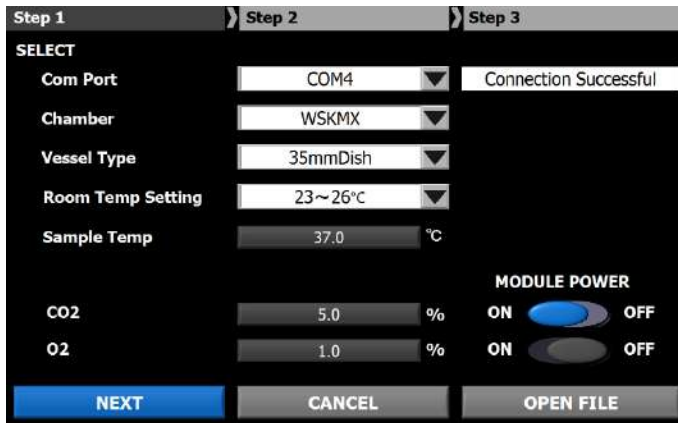 Step 1 Step 2 Step 3
SELECT
Com Port COM4 Connection Successful
Chamber WSKMX
Vessel Type 35mmDish
Room Temp Setting 23~26°C
Sample Temp 37.0 °C
MODULE POWER
CO2 5.0 % ON OFF
O2 1.0 % ON OFF
NEXT CANCEL OPEN FILE